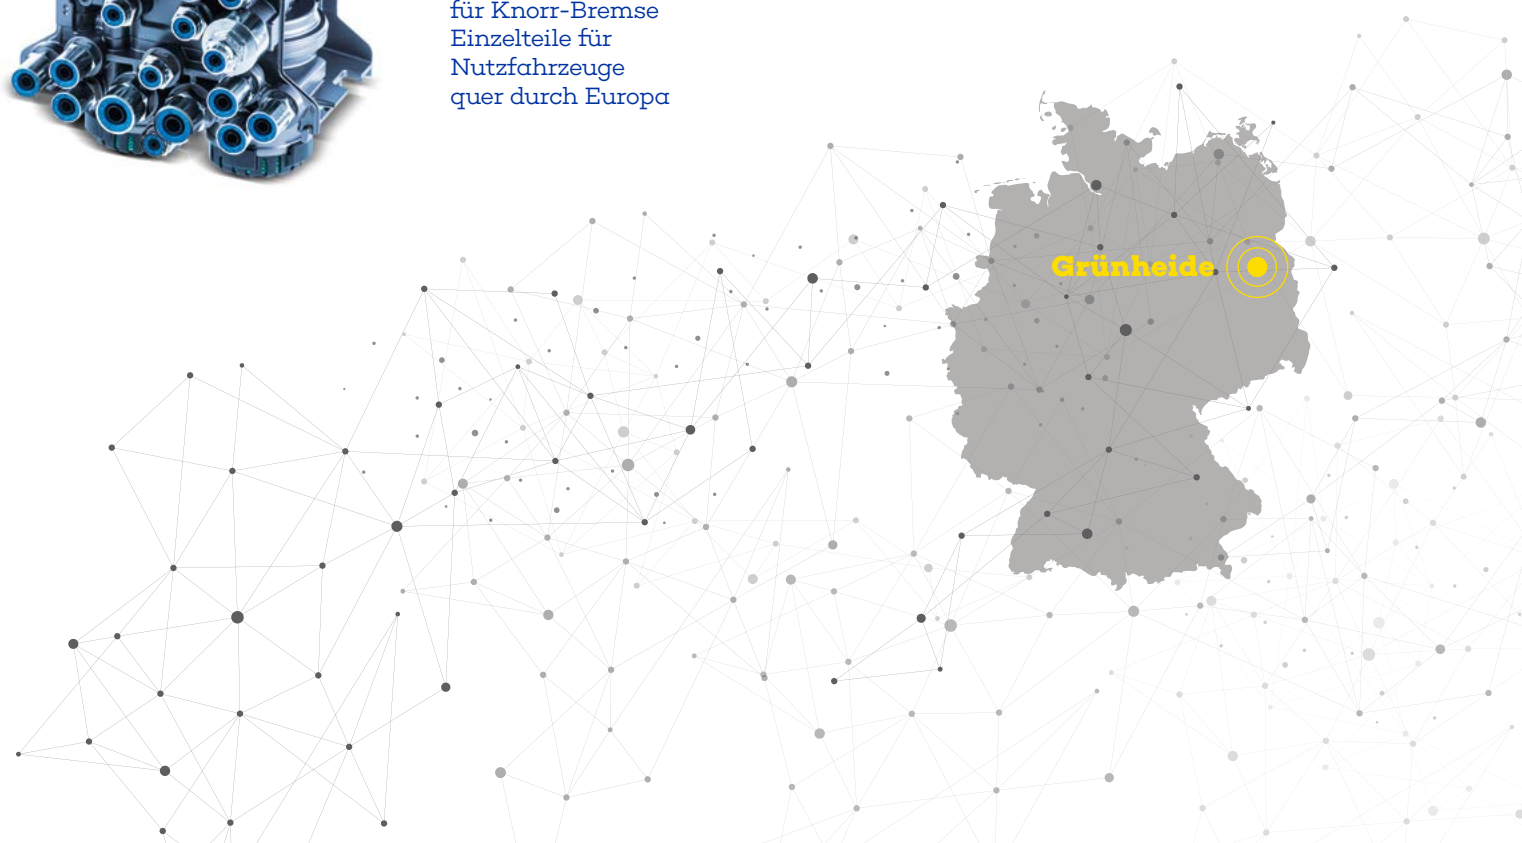 für Knorr-Bremse
Einzelteile für
Nutzfahrzeuge
quer durch Europa
Grünheide